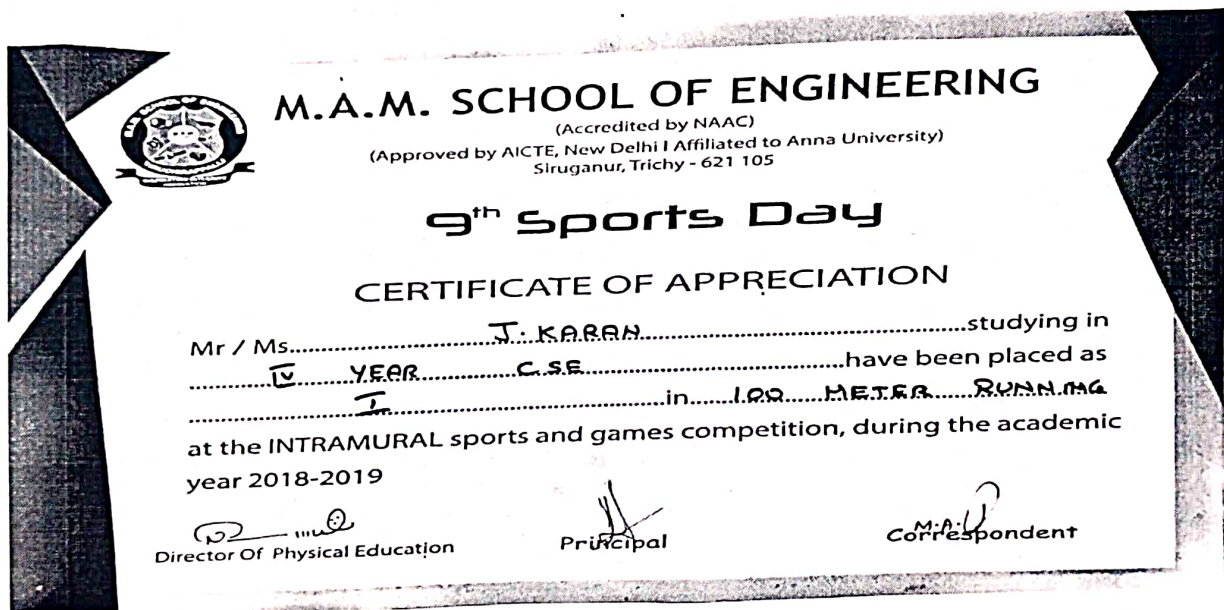 M.A.M. SCHOOL OF ENGINEERING
(Accredited by NAAC)
(Approved by AICTE, New Delhi I Affiliated to Anna University)
Siruganur, Trichy - 621 105
9th Sports Day
CERTIFICATE OF APPRECIATION
Mr / Ms.....J. KARAN.....studying in
.....IV YEAR C.S.E.....have been placed as
.....I.....in.....100 METER RUNNING
at the INTRAMURAL sports and games competition, during the academic
year 2018-2019
Director Of Physical Education
Principal
Correspondent